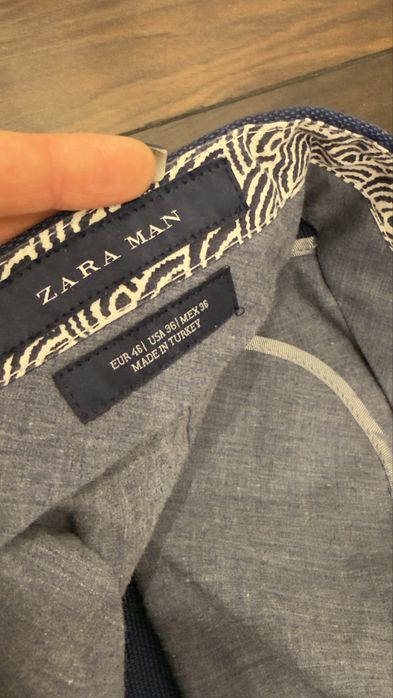 ZARA MAN
EUR 46| USA 36| MEX 36
MADE IN TURKEY